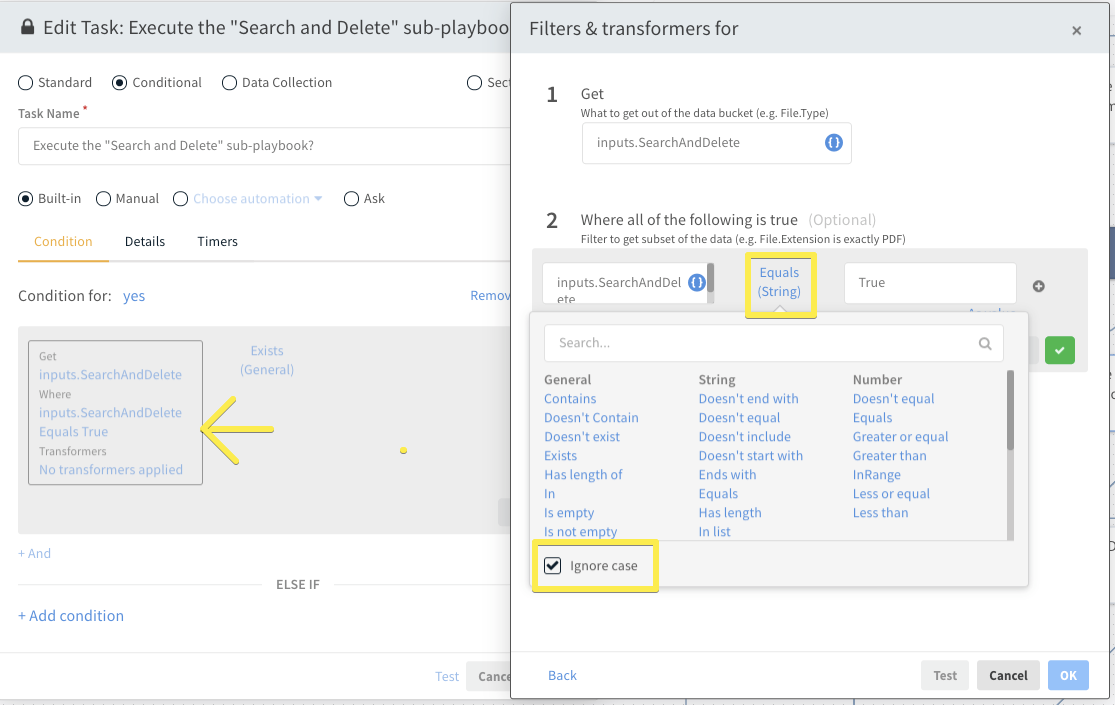 Edit Task: Execute the "Search and Delete" sub-playboo
Standard
Conditional
Data Collection
Sect
Task Name *
Execute the "Search and Delete" sub-playbook?
Built-in
Manual
Choose automation
Ask
Condition
Details
Timers
Condition for: yes
Remov
Get
inputs.SearchAndDelete
Where
inputs.SearchAndDelete
Equals True
Transformers
No transformers applied
Exists
(General)
+ And
ELSE IF
+ Add condition
Test
Cance
Filters & transformers for
×
1 Get
What to get out of the data bucket (e.g. File.Type)
inputs.SearchAndDelete
{}
2 Where all of the following is true (Optional)
Filter to get subset of the data (e.g. File.Extension is exactly PDF)
inputs.SearchAndDel
ete
{}
Equals
(String)
True
Search...
General
Contains
Doesn't Contain
Doesn't exist
Exists
Has length of
In
Is empty
Is not empty
String
Doesn't end with
Doesn't equal
Doesn't include
Doesn't start with
Ends with
Equals
Has length
In list
Number
Doesn't equal
Equals
Greater or equal
Greater than
InRange
Less or equal
Less than
Ignore case
Back
Test
Cancel
OK